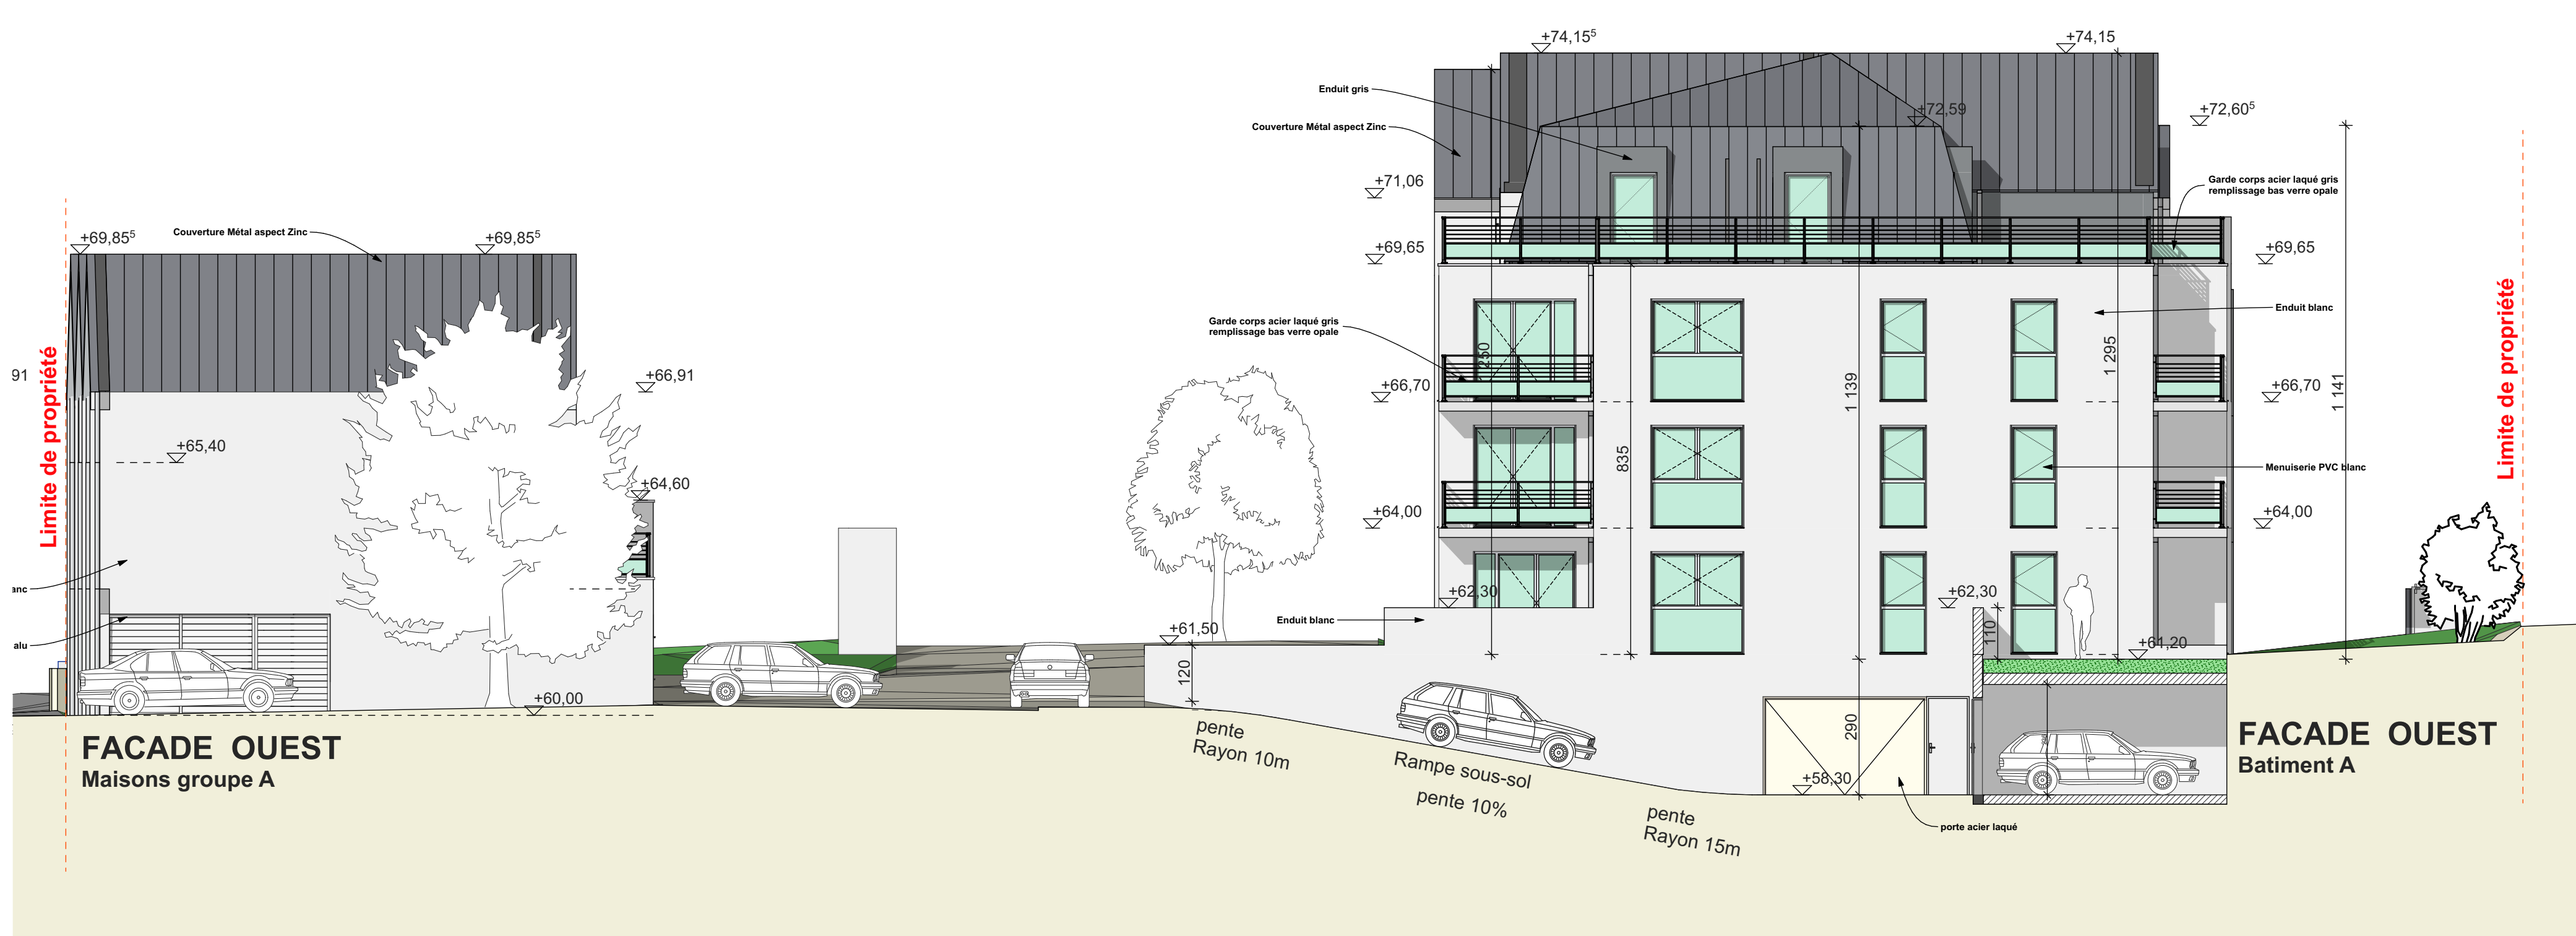 +74,15⁵
+74,15
Enduit gris
+72,59
+72,60⁵
Couverture Métal aspect Zinc
+71,06
Garde corps acier laqué gris
remplissage bas verre opale
+69,85⁵
Couverture Métal aspect Zinc
+69,85⁵
+69,65
+69,65
Limite de propriété
Limite de propriété
Enduit blanc
Garde corps acier laqué gris
remplissage bas verre opale
250
1 295
91
+66,91
+66,70
1 139
+66,70
1 141
+65,40
835
Menuiserie PVC blanc
+64,60
+64,00
+64,00
anc
+62,30
+62,30
Enduit blanc
+61,50
110
+61,20
alu
120
+60,00
290
pente
Rayon 10m
FACADE OUEST
Maisons groupe A
FACADE OUEST
Batiment A
Rampe sous-sol
pente 10%
+58,30
pente
Rayon 15m
porte acier laqué